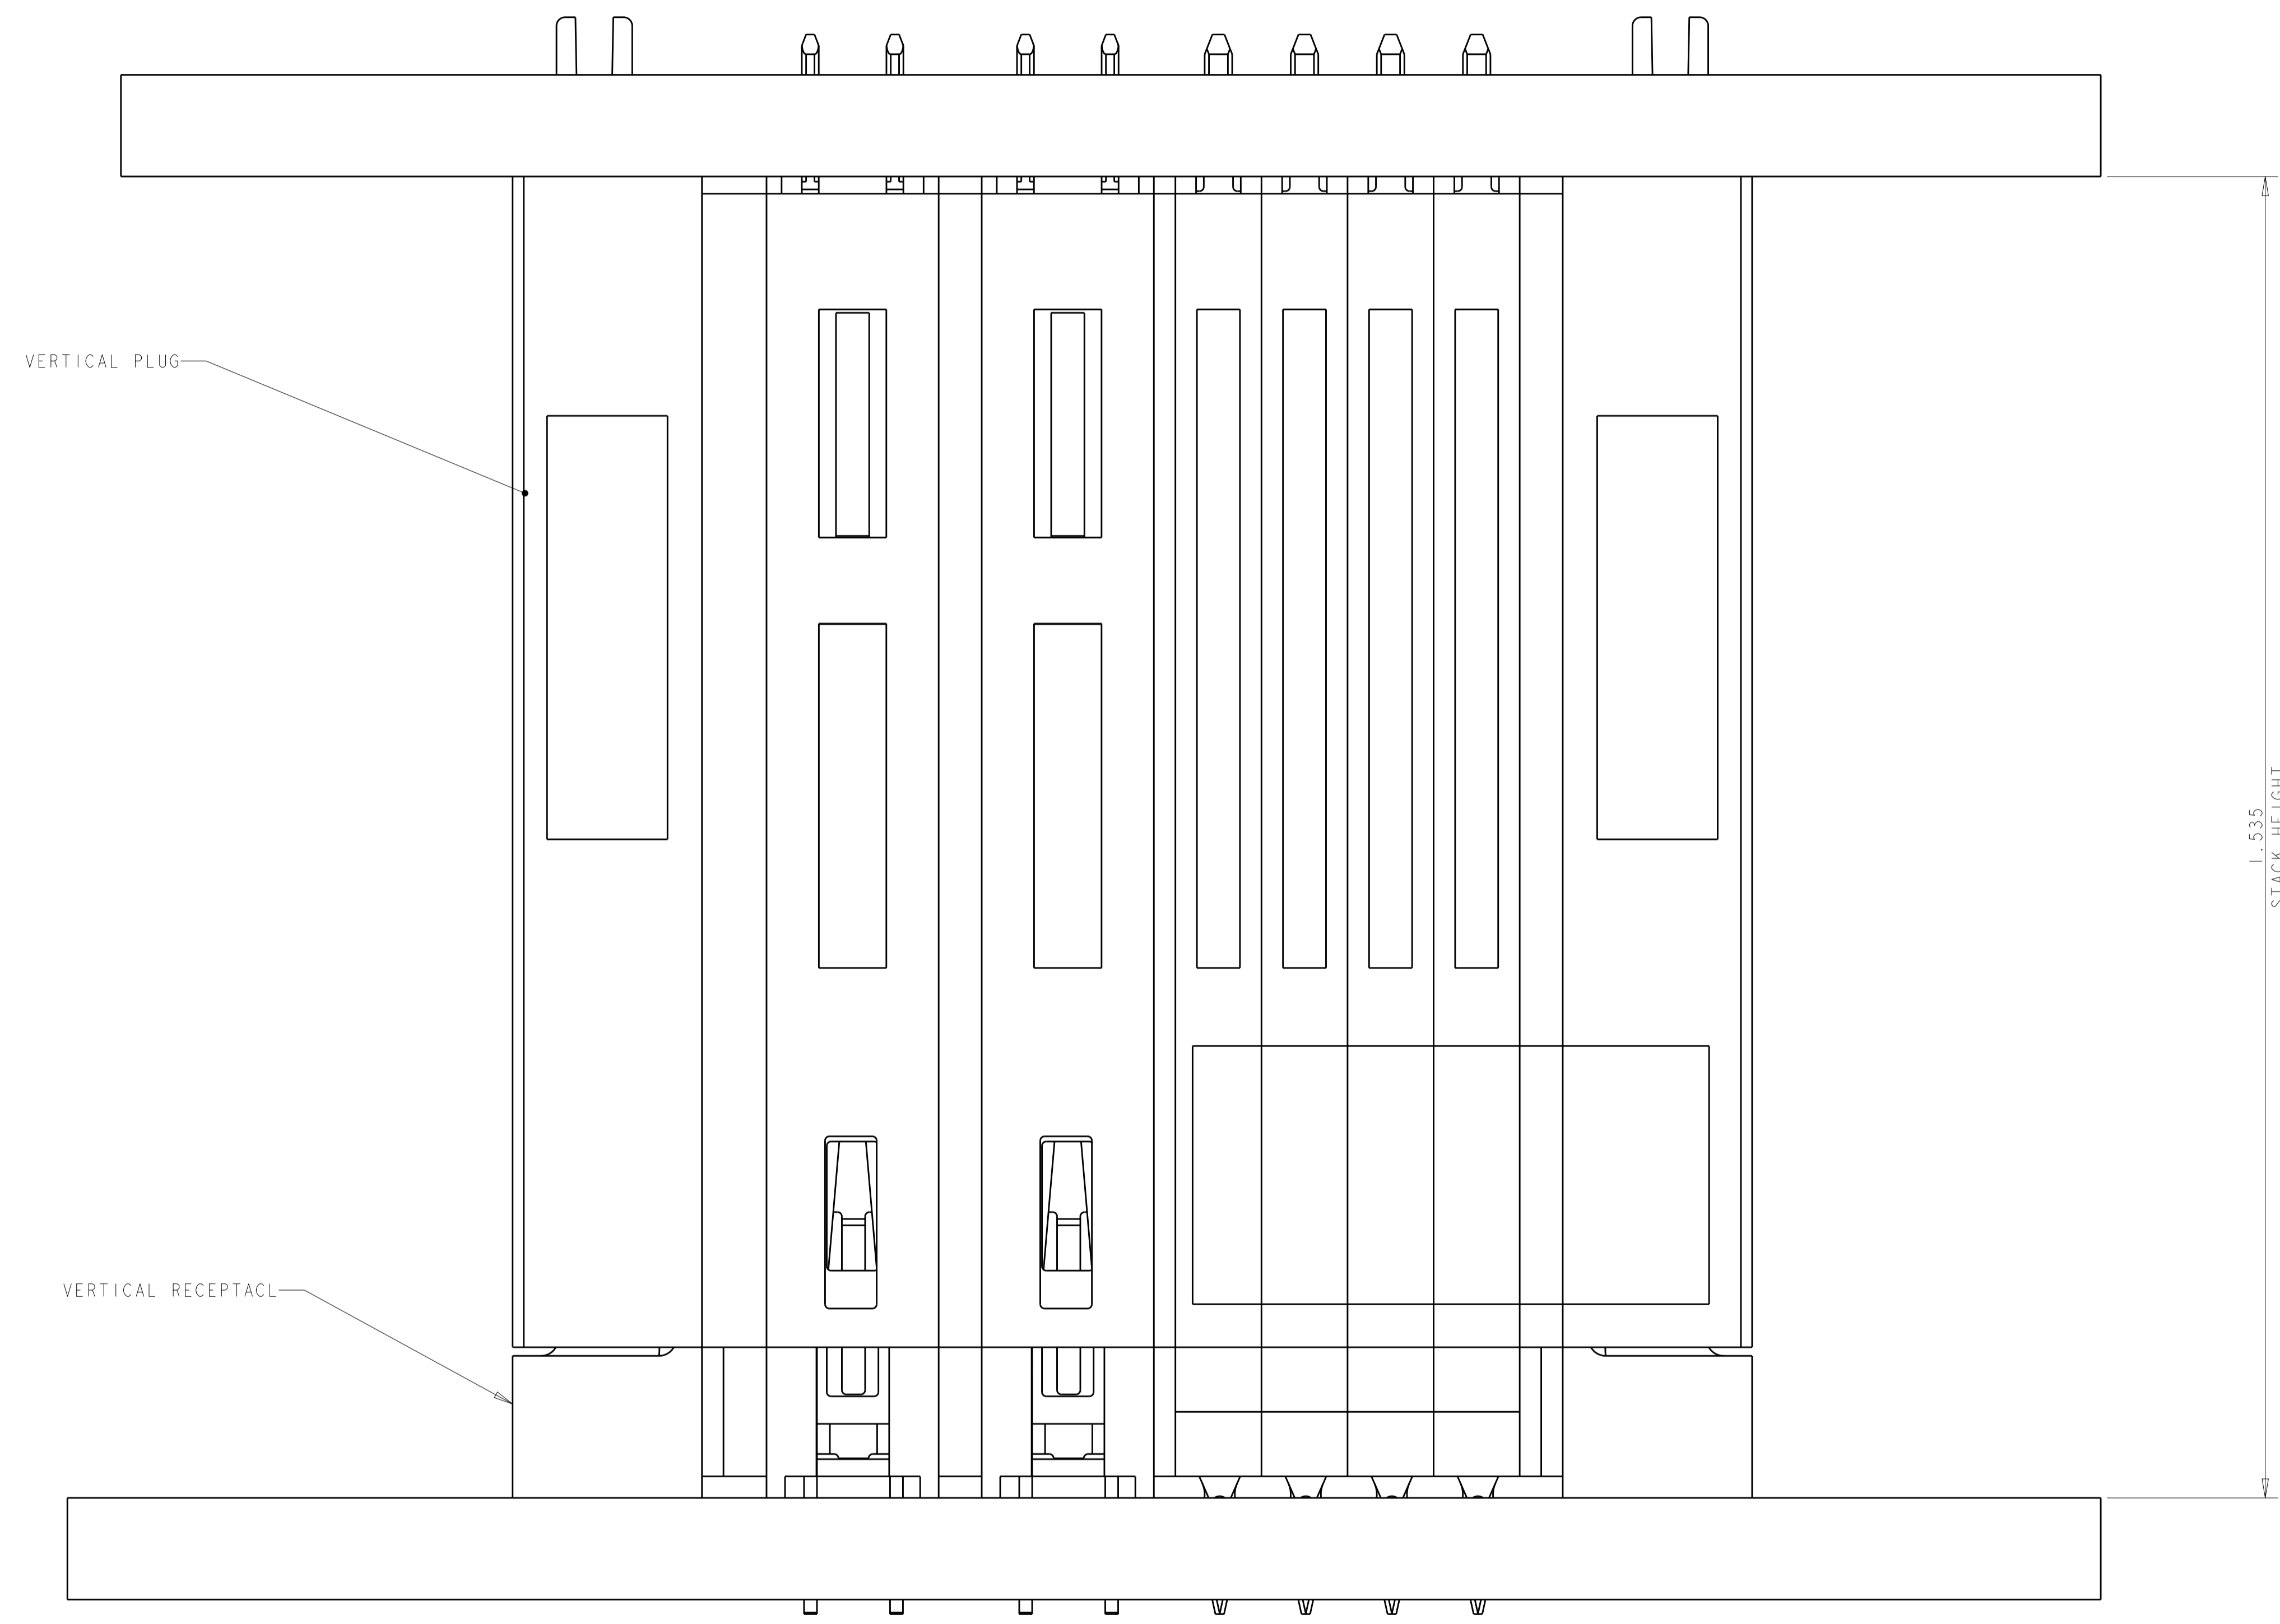 VERTICAL PLUG
1.535
STACK HEIGHT
VERTICAL RECEPTACL